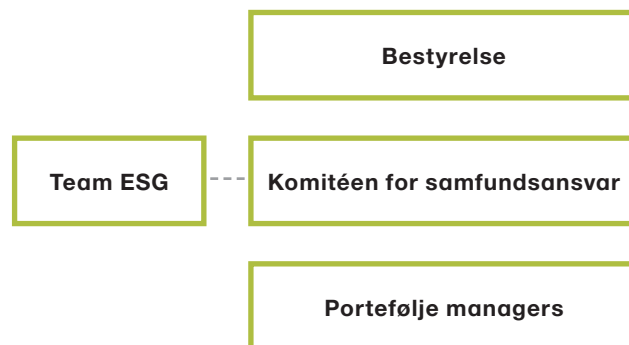 Bestyrelse
Team ESG
Komitéen for samfundsansvar
Portefølje managers